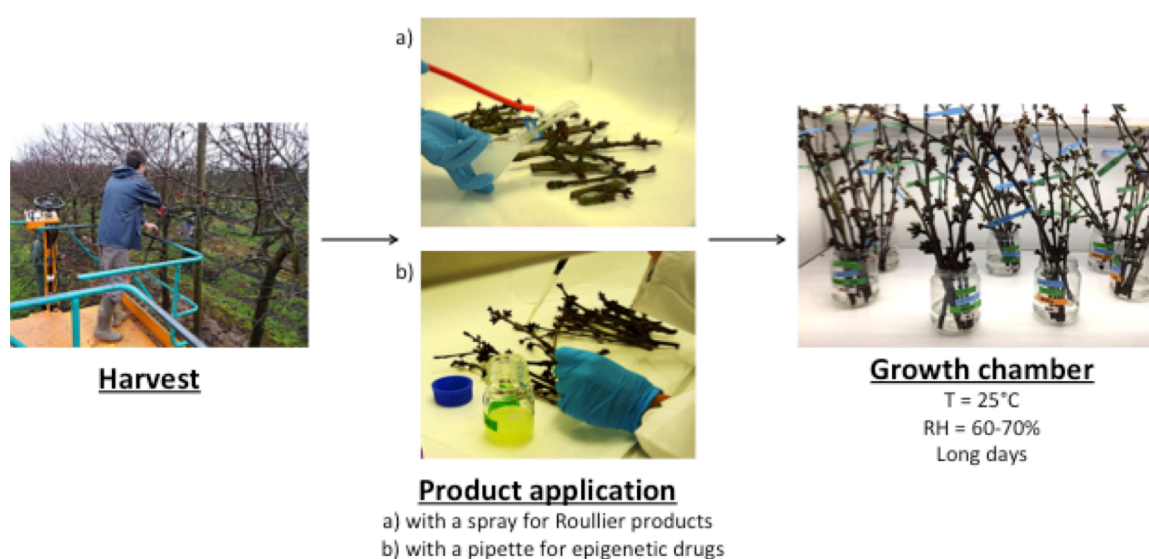 a)
b)
Harvest
Product application
a) with a spray for Roullier products
b) with a pipette for epigenetic drugs
Growth chamber
T = 25°C
RH = 60-70%
Long days